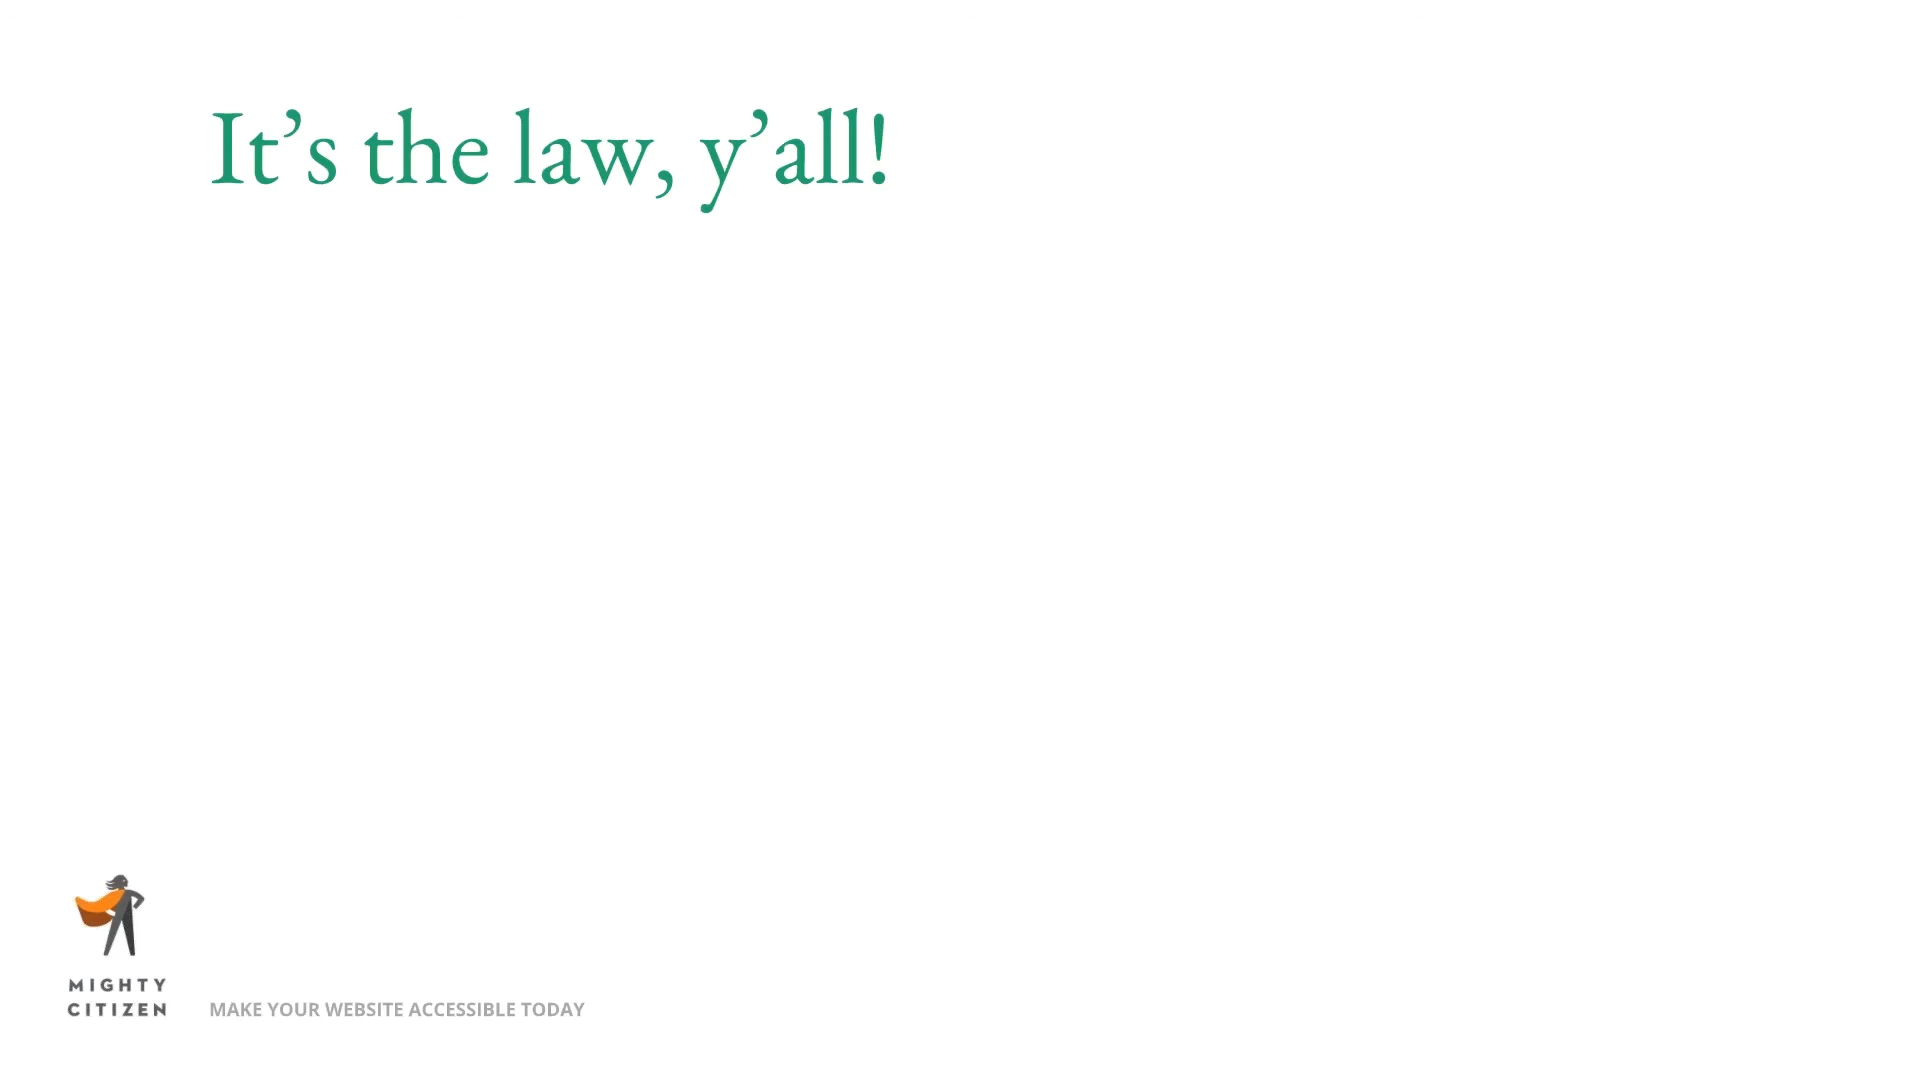 It’s the law, y’all!
MIGHTY
CITIZEN
MAKE YOUR WEBSITE ACCESSIBLE TODAY